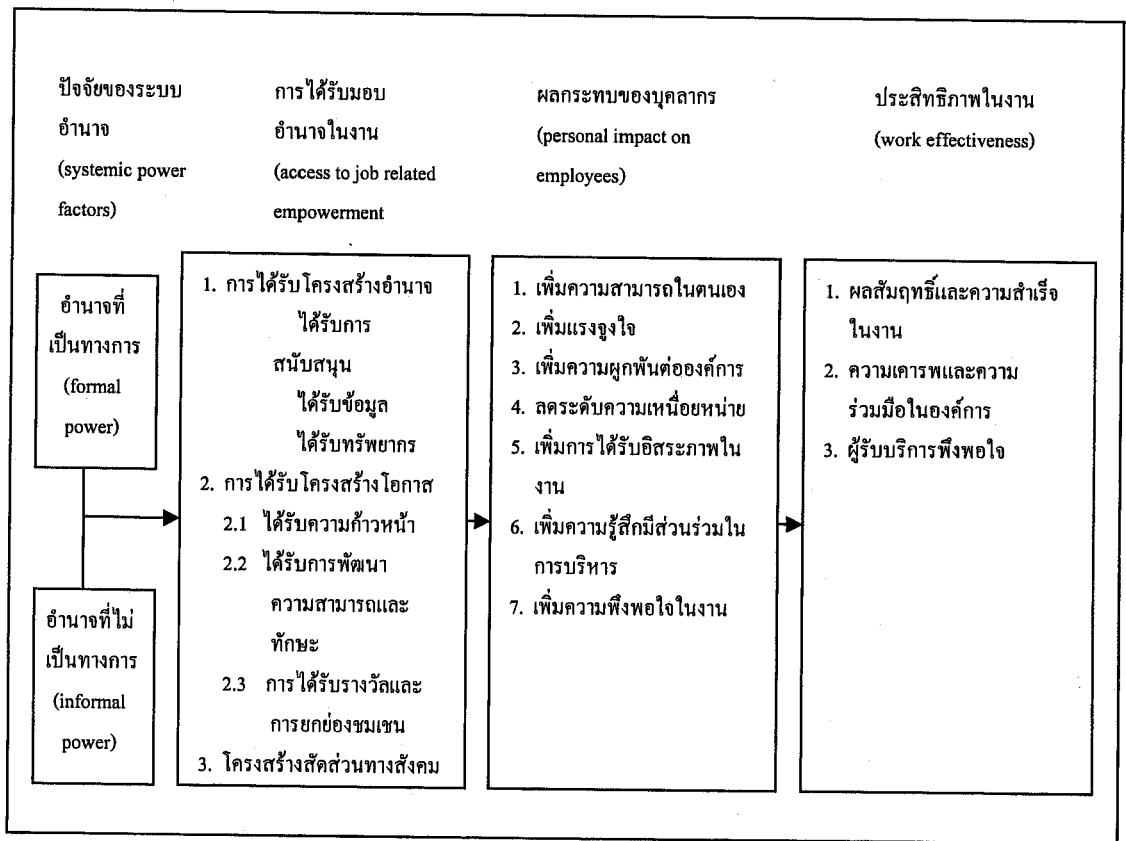 ปัจจัยของระบบ
อำนาจ
(systemic power
factors)
การได้รับมอบ
อำนาจในงาน
(access to job related
empowerment
ผลกระทบของบุคลากร
(personal impact on
employees)
ประสิทธิภาพในงาน
(work effectiveness)
อำนาจที่
เป็นทางการ
(formal
power)
อำนาจที่ไม่
เป็นทางการ
(informal
power)
1. การได้รับโครงสร้างอำนาจ
ได้รับการ
สนับสนุน
ได้รับข้อมูล
ได้รับทรัพยากร
2. การได้รับโครงสร้างโอกาส
2.1 ได้รับความก้าวหน้า
2.2 ได้รับการพัฒนา
ความสามารถและ
ทักษะ
2.3 การได้รับรางวัลและ
การยกย่องชมเชน
3. โครงสร้างสัดส่วนทางสังคม
1. เพิ่มความสามารถในตนเอง
2. เพิ่มแรงจูงใจ
3. เพิ่มความผูกพันต่อองค์การ
4. ลดระดับความเหนื่อยหน่าย
5. เพิ่มการได้รับอิสระภาพใน
งาน
6. เพิ่มความรู้สึกมีส่วนร่วมใน
การบริหาร
7. เพิ่มความพึงพอใจในงาน
1. ผลสัมฤทธิ์และความสำเร็จ
ในงาน
2. ความเคารพและความ
ร่วมมือในองค์การ
3. ผู้รับบริการพึงพอใจ